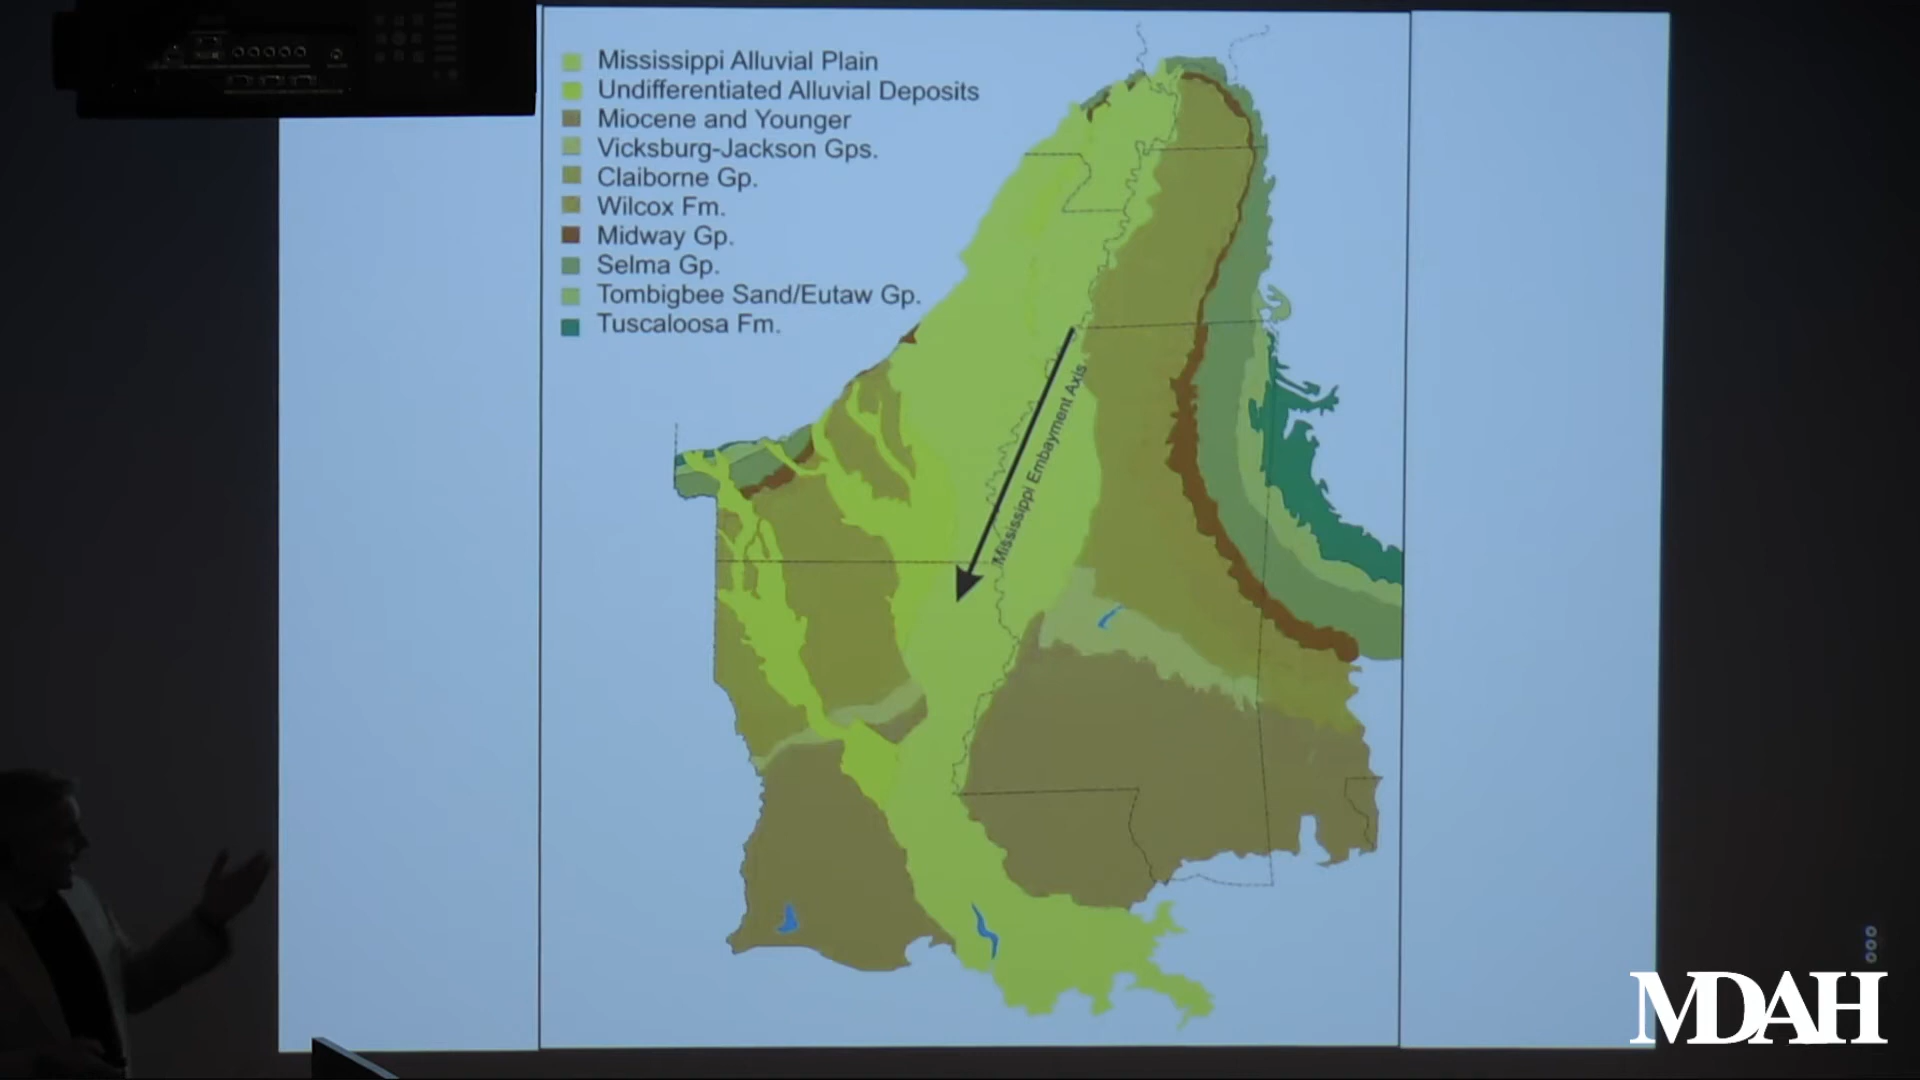 Mississippi Alluvial Plain
Undifferentiated Alluvial Deposits
Miocene and Younger
Vicksburg-Jackson Gps.
Claiborne Gp.
Wilcox Fm.
Midway Gp.
Selma Gp.
Tombigbee Sand/Eutaw Gp.
Tuscaloosa Fm.
Mississippi Embayment Axis
MDAH